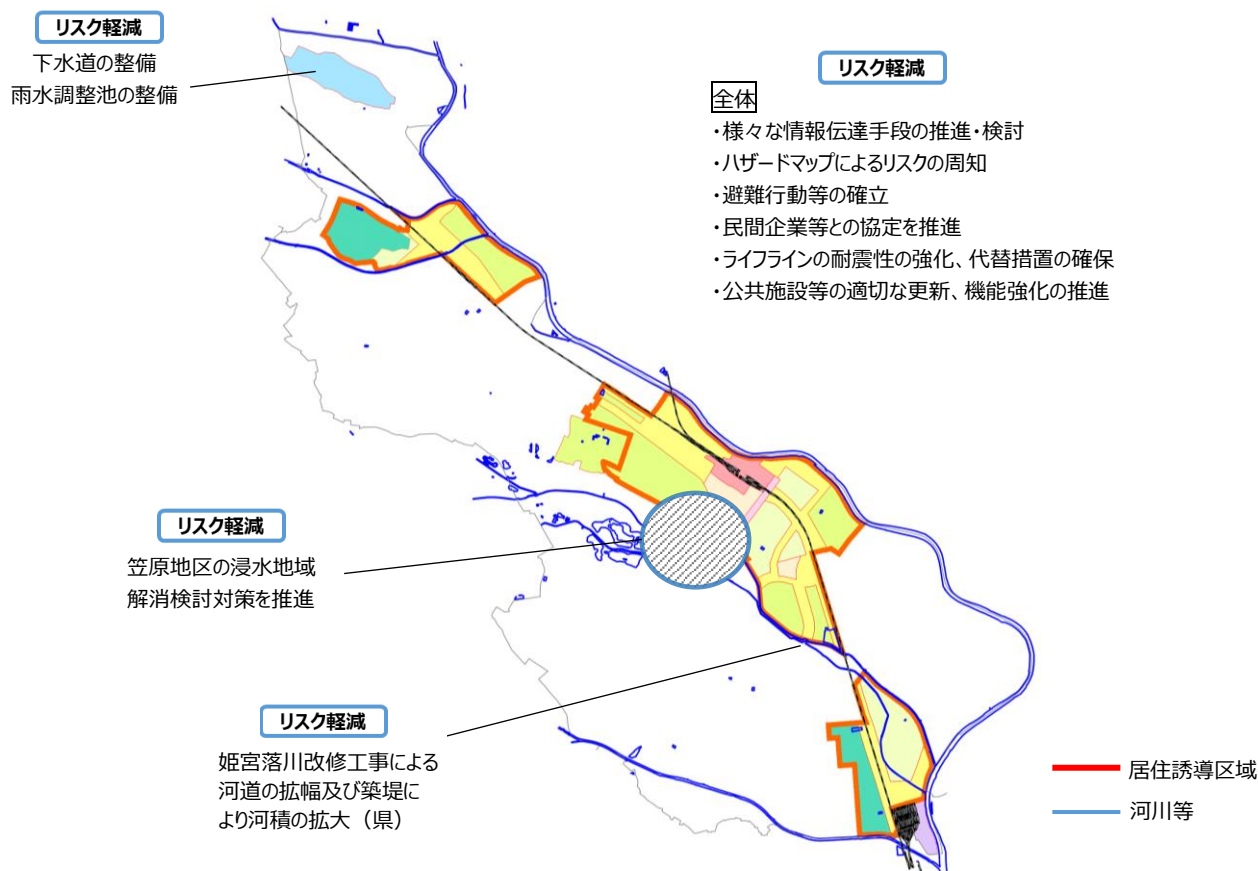 リスク軽減
下水道の整備
雨水調整池の整備
リスク軽減
全体
・様々な情報伝達手段の推進・検討
・ハザードマップによるリスクの周知
・避難行動等の確立
・民間企業等との協定を推進
・ライフラインの耐震性の強化、代替措置の確保
・公共施設等の適切な更新、機能強化の推進
リスク軽減
笠原地区の浸水地域
解消検討対策を推進
リスク軽減
姫宮落川改修工事による
河道の拡幅及び築堤に
より河積の拡大（県）
居住誘導区域
河川等